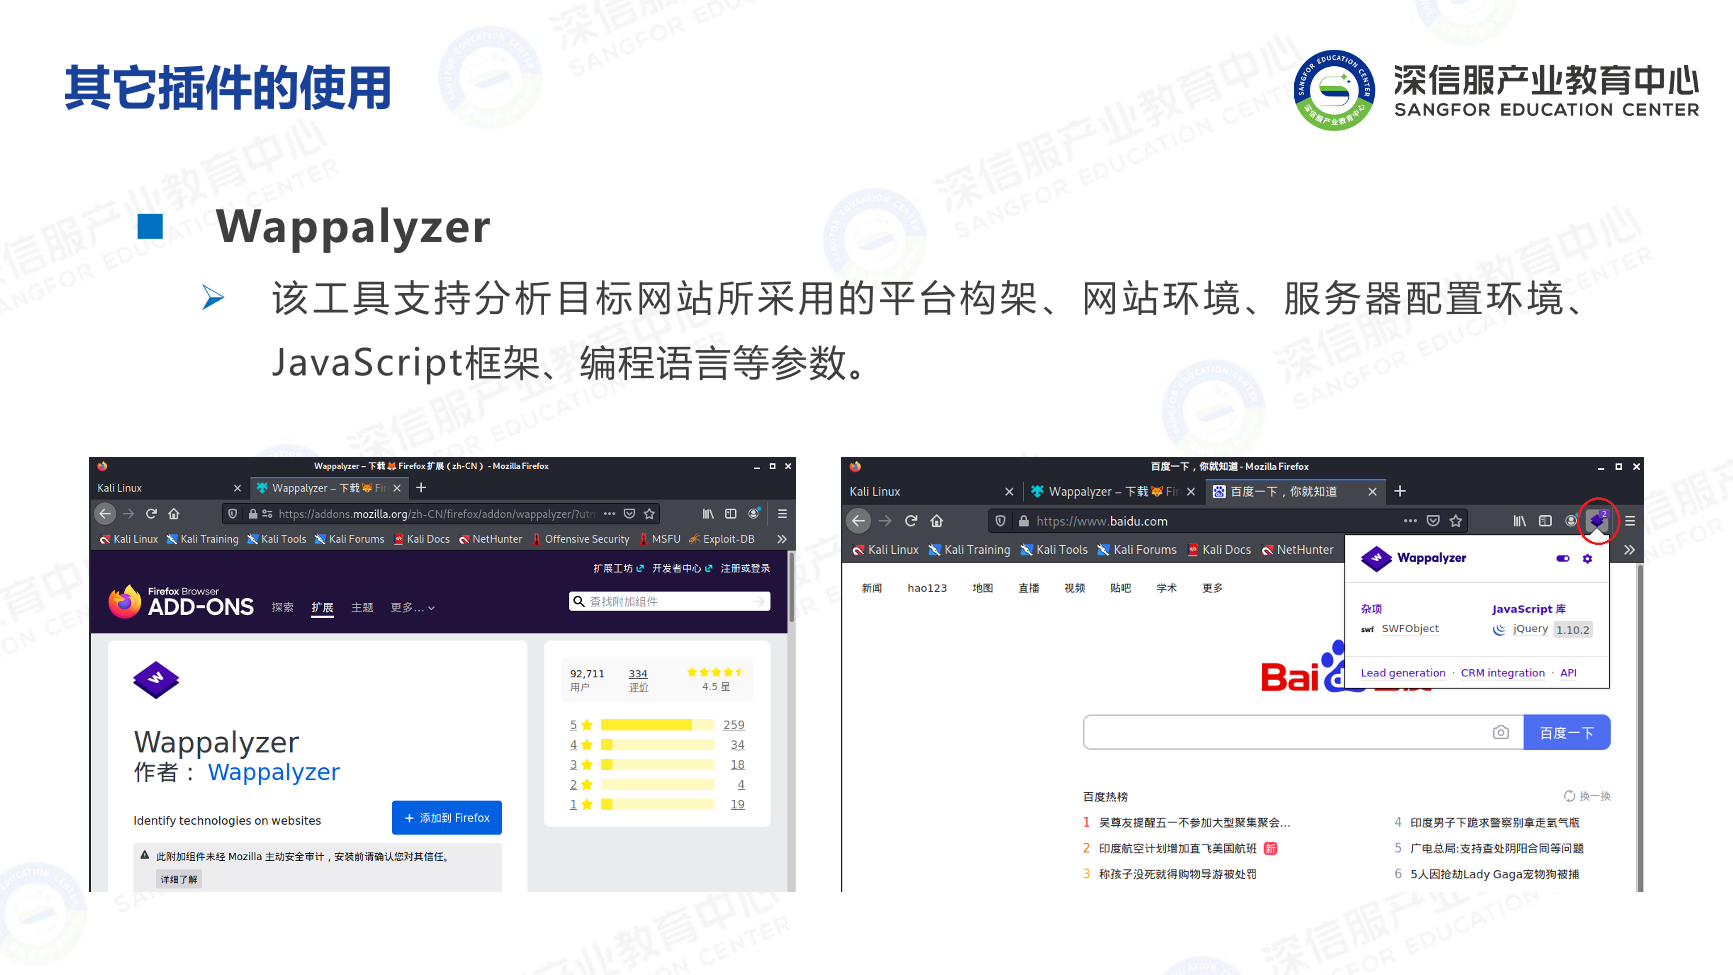 其它插件的使用
深信服产业教育中心
SANGFOR EDUCATION CENTER
Wappalyzer
该工具支持分析目标网站所采用的平台构架、网站环境、服务器配置环境、
JavaScript框架、编程语言等参数。
Wappalyzer – 下载 Firefox 扩展（zh-CN） - Mozilla Firefox
Kali Linux
Wappalyzer – 下载 Fir
https://addons.mozilla.org/zh-CN/firefox/addon/wappalyzer/?utm
Kali Linux Kali Training Kali Tools Kali Forums Kali Docs NetHunter Offensive Security MSFU Exploit-DB
扩展工坊 开发者中心 注册或登录
Firefox Browser
ADD-ONS 探索 扩展 主题 更多... 查找附加组件
92,711 334
用户 评价 4.5 星
5 259
4 34
3 18
2 4
1 19
Wappalyzer
作者： Wappalyzer
Identify technologies on websites
+ 添加到 Firefox
此附加组件未经 Mozilla 主动安全审计，安装前请确认您对其信任。
详细了解
百度一下，你就知道 - Mozilla Firefox
Kali Linux
Wappalyzer – 下载 Fir
百度一下，你就知道
https://www.baidu.com
2
Kali Linux Kali Training Kali Tools Kali Forums Kali Docs NetHunter
新闻 hao123 地图 直播 视频 贴吧 学术 更多
Wappalyzer
杂项 JavaScript 库
swf SWFObject jQuery 1.10.2
Lead generation · CRM integration · API
Bai
百度一下
百度热榜 换一换
1 吴尊友提醒五一不参加大型聚集聚会...
2 印度航空计划增加直飞美国航班 新
3 称孩子没死就得购物导游被处罚
4 印度男子下跪求警察别拿走氧气瓶
5 广电总局:支持查处阴阳合同等问题
6 5人因抢劫Lady Gaga宠物狗被捕